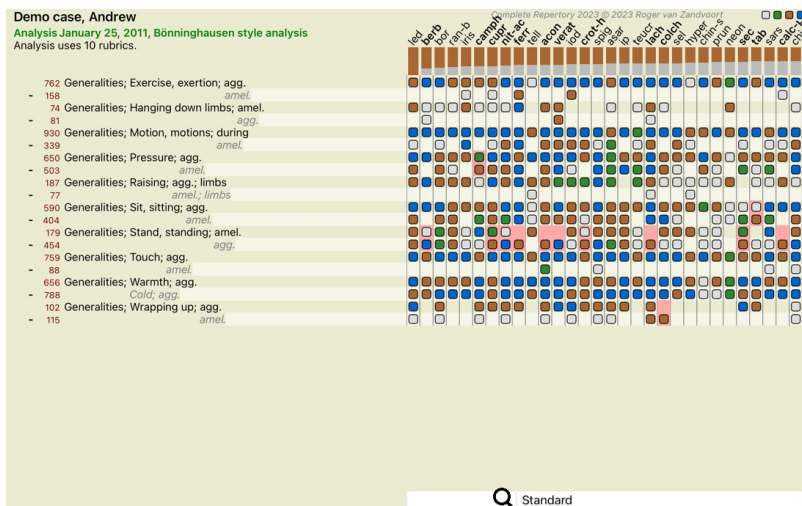 Demo case, Andrew
Complete Repertory 2023 © 2023 Roger van Zandvoort
Analysis January 25, 2011, Bönninghausen style analysis
Analysis uses 10 rubrics.
led berb bor ran-b iris camph cupr nit-ac ferr tell acon verat iod crot-h spig asar ip teucr lach colch sel hyper chin-s prun neon sec sab sars
762 Generalities; Exercise, exertion; agg.
- 158 amel.
74 Generalities; Hanging down limbs; amel.
- 81 agg.
930 Generalities; Motion, motions; during
- 339 amel.
650 Generalities; Pressure; agg.
- 503 amel.
187 Generalities; Raising; agg.; limbs
- 77 amel.; limbs
590 Generalities; Sit, sitting; agg.
- 404 amel.
179 Generalities; Stand, standing; amel.
- 454 agg.
759 Generalities; Touch; agg.
- 88 amel.
656 Generalities; Warmth; agg.
- 788 Cold; agg.
102 Generalities; Wrapping up; agg.
- 115 amel.
Standard